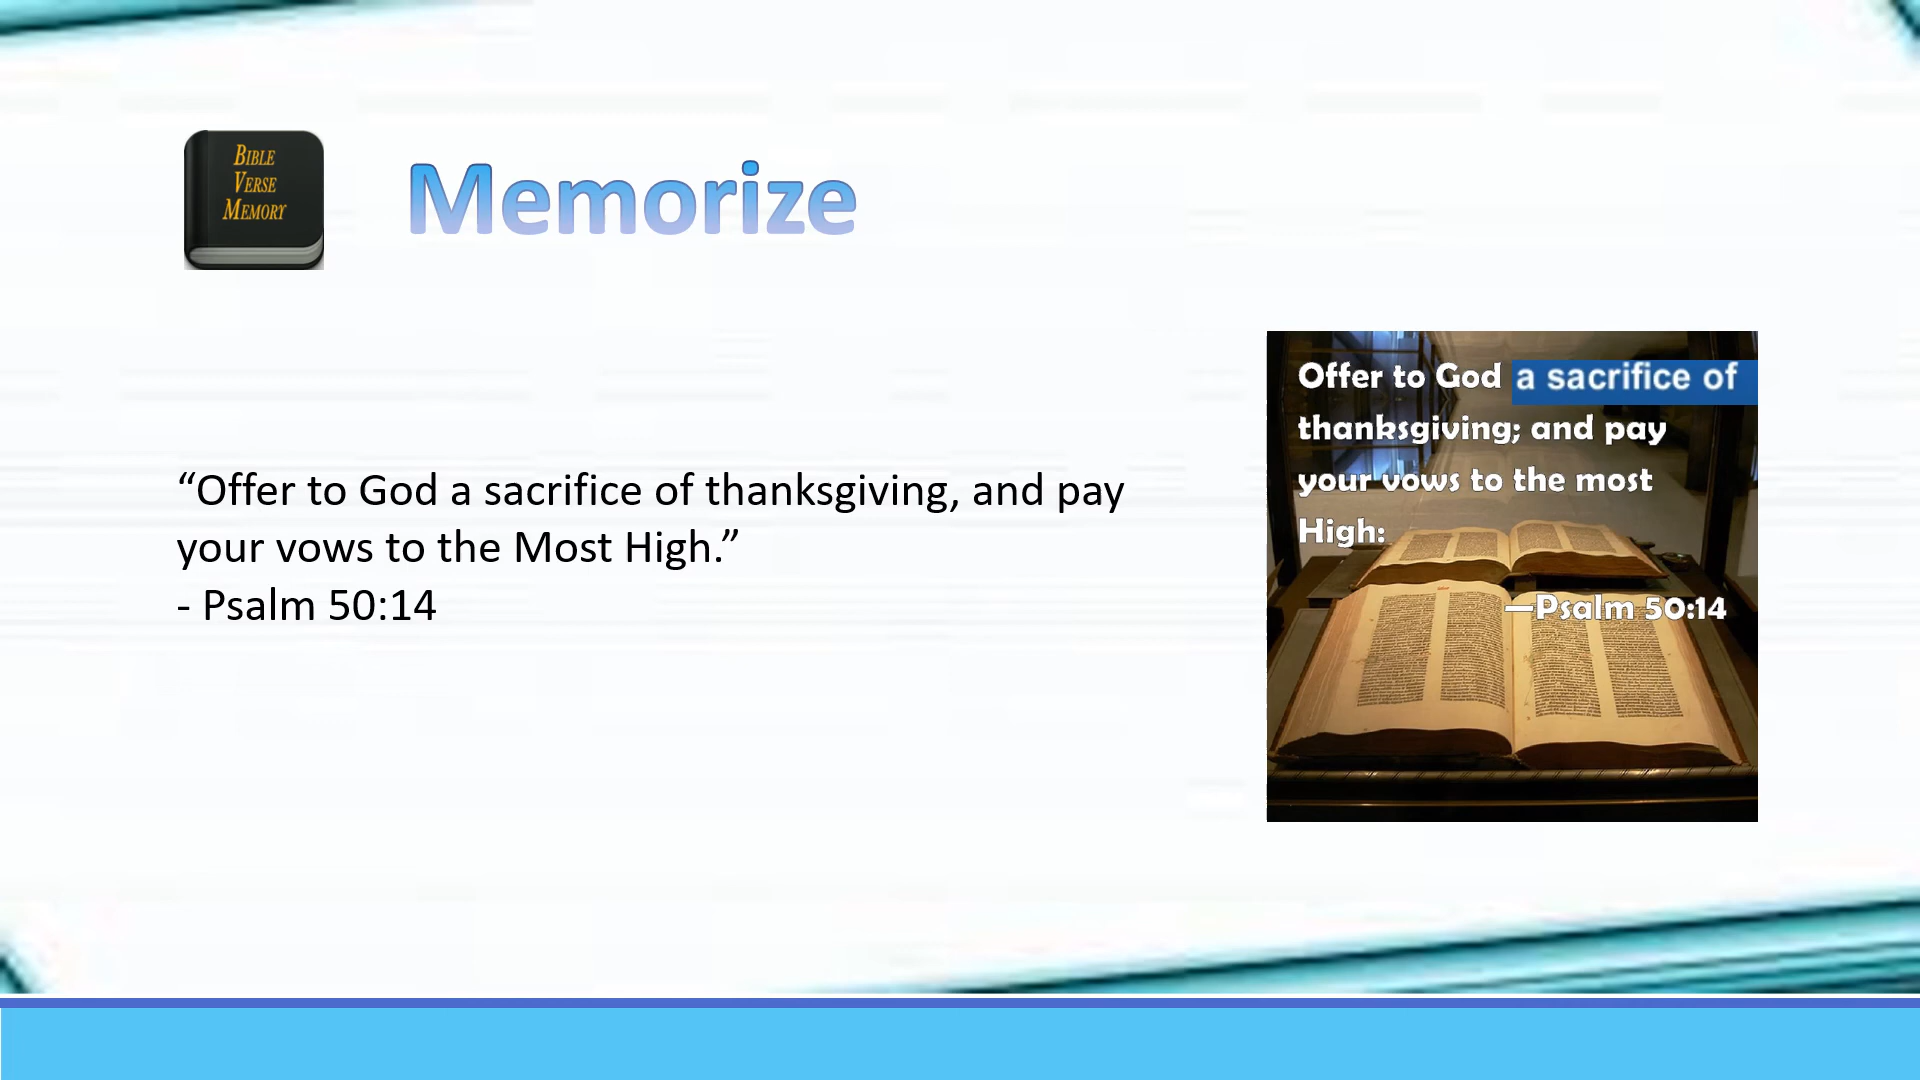 BIBLE
VERSE
MEMORY
Memorize
“Offer to God a sacrifice of thanksgiving, and pay
your vows to the Most High.”
- Psalm 50:14
Offer to God a sacrifice of
thanksgiving; and pay
your vows to the most
High:
—Psalm 50:14